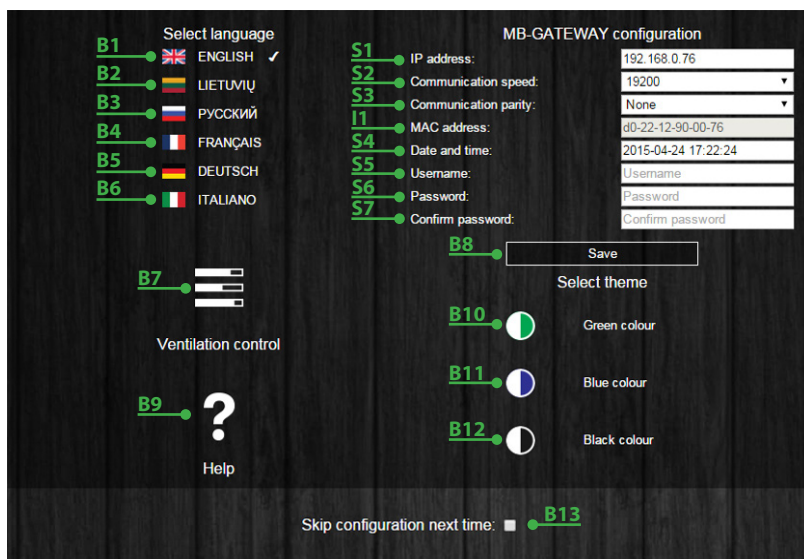 Select language
B1 ENGLISH ✓
B2 LIETUVIŲ
B3 РУССКИЙ
B4 FRANÇAIS
B5 DEUTSCH
B6 ITALIANO
B7
Ventilation control
B9 ?
Help
MB-GATEWAY configuration
S1 IP address: 192.168.0.76
S2 Communication speed: 19200
S3 Communication parity: None
I1 MAC address: d0-22-12-90-00-76
S4 Date and time: 2015-04-24 17:22:24
S5 Username: Username
S6 Password: Password
S7 Confirm password: Confirm password
B8 Save
Select theme
B10 Green colour
B11 Blue colour
B12 Black colour
Skip configuration next time: B13